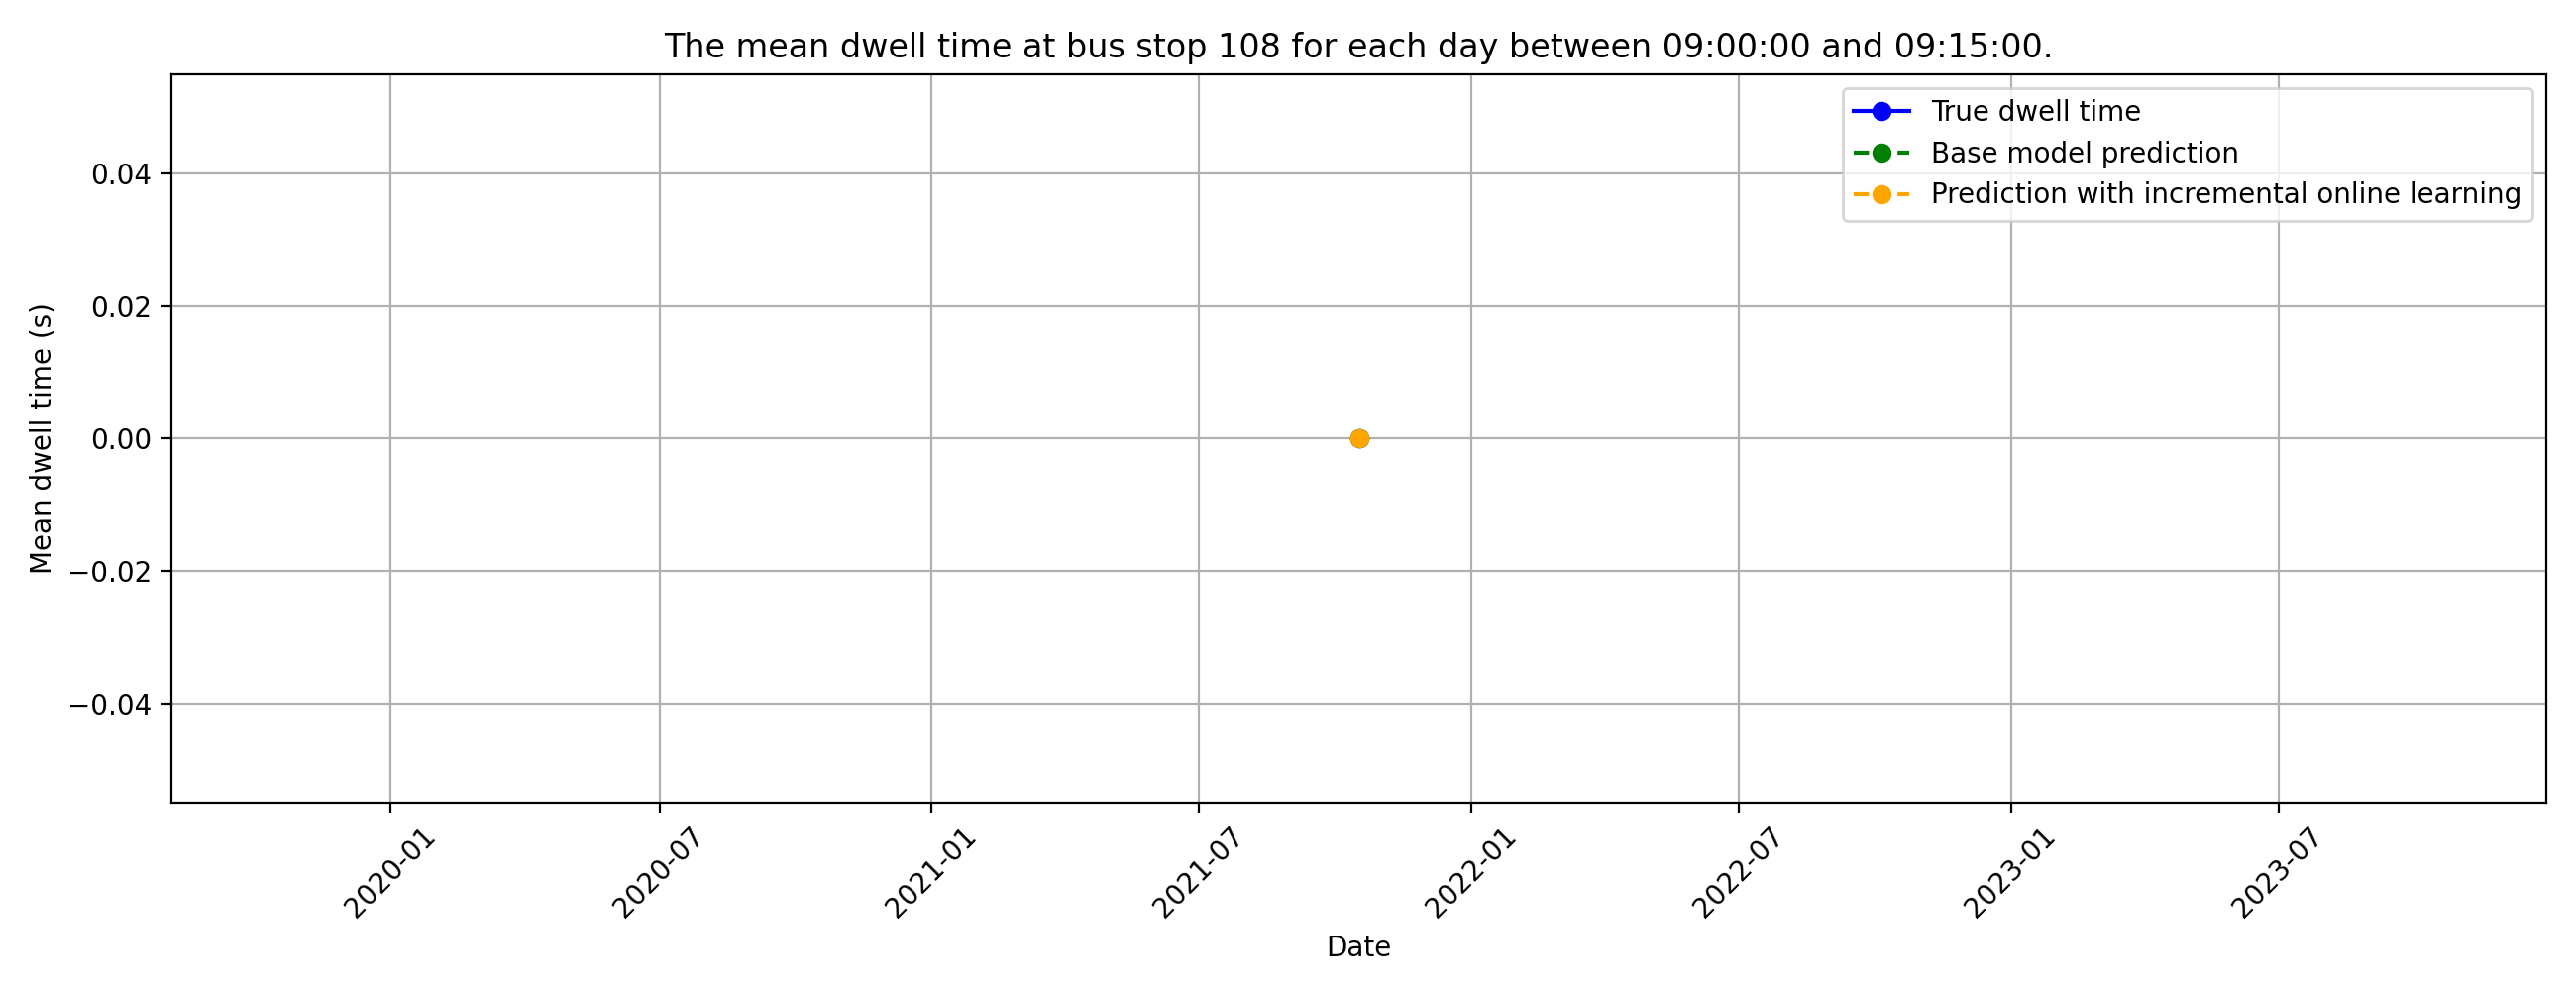 The mean dwell time at bus stop 108 for each day between 09:00:00 and 09:15:00.
True dwell time
Base model prediction
Prediction with incremental online learning
Mean dwell time (s)
0.04
0.02
0.00
−0.02
−0.04
2020-01
2020-07
2021-01
2021-07
2022-01
2022-07
2023-01
2023-07
Date